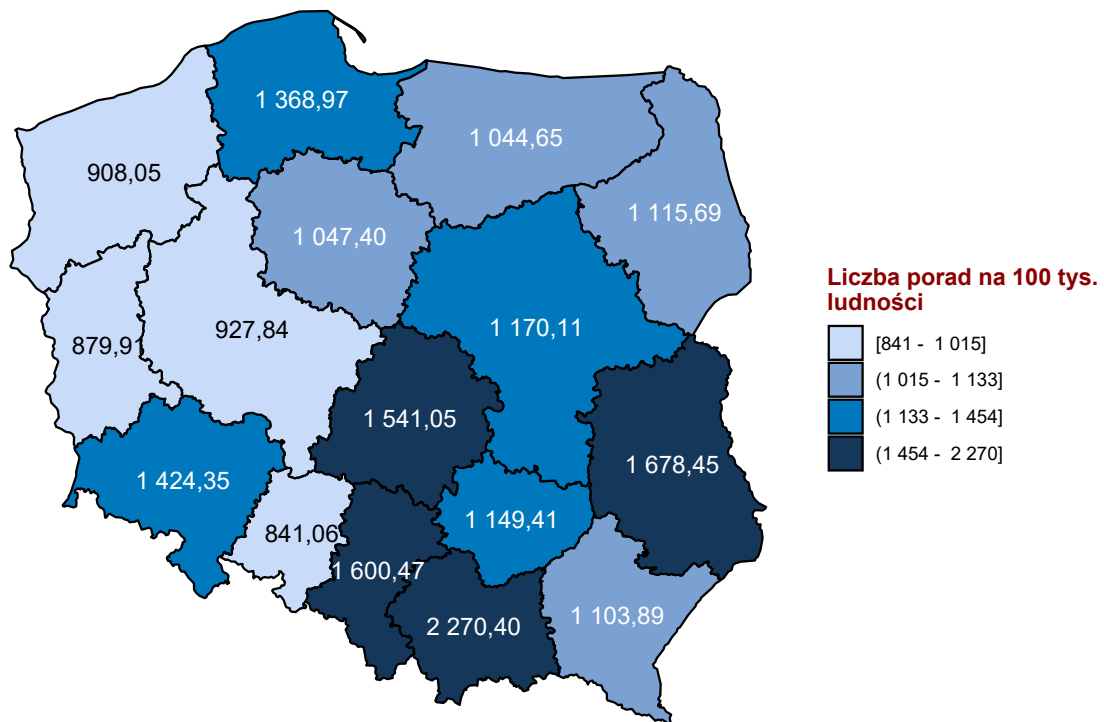 1 368,97
1 044,65
908,05
1 115,69
1 047,40
1 170,11
927,84
879,91
1 541,05
1 678,45
1 424,35
1 149,41
841,06
1 600,47
1 103,89
2 270,40
Liczba porad na 100 tys.
ludności
[841 - 1 015]
(1 015 - 1 133]
(1 133 - 1 454]
(1 454 - 2 270]